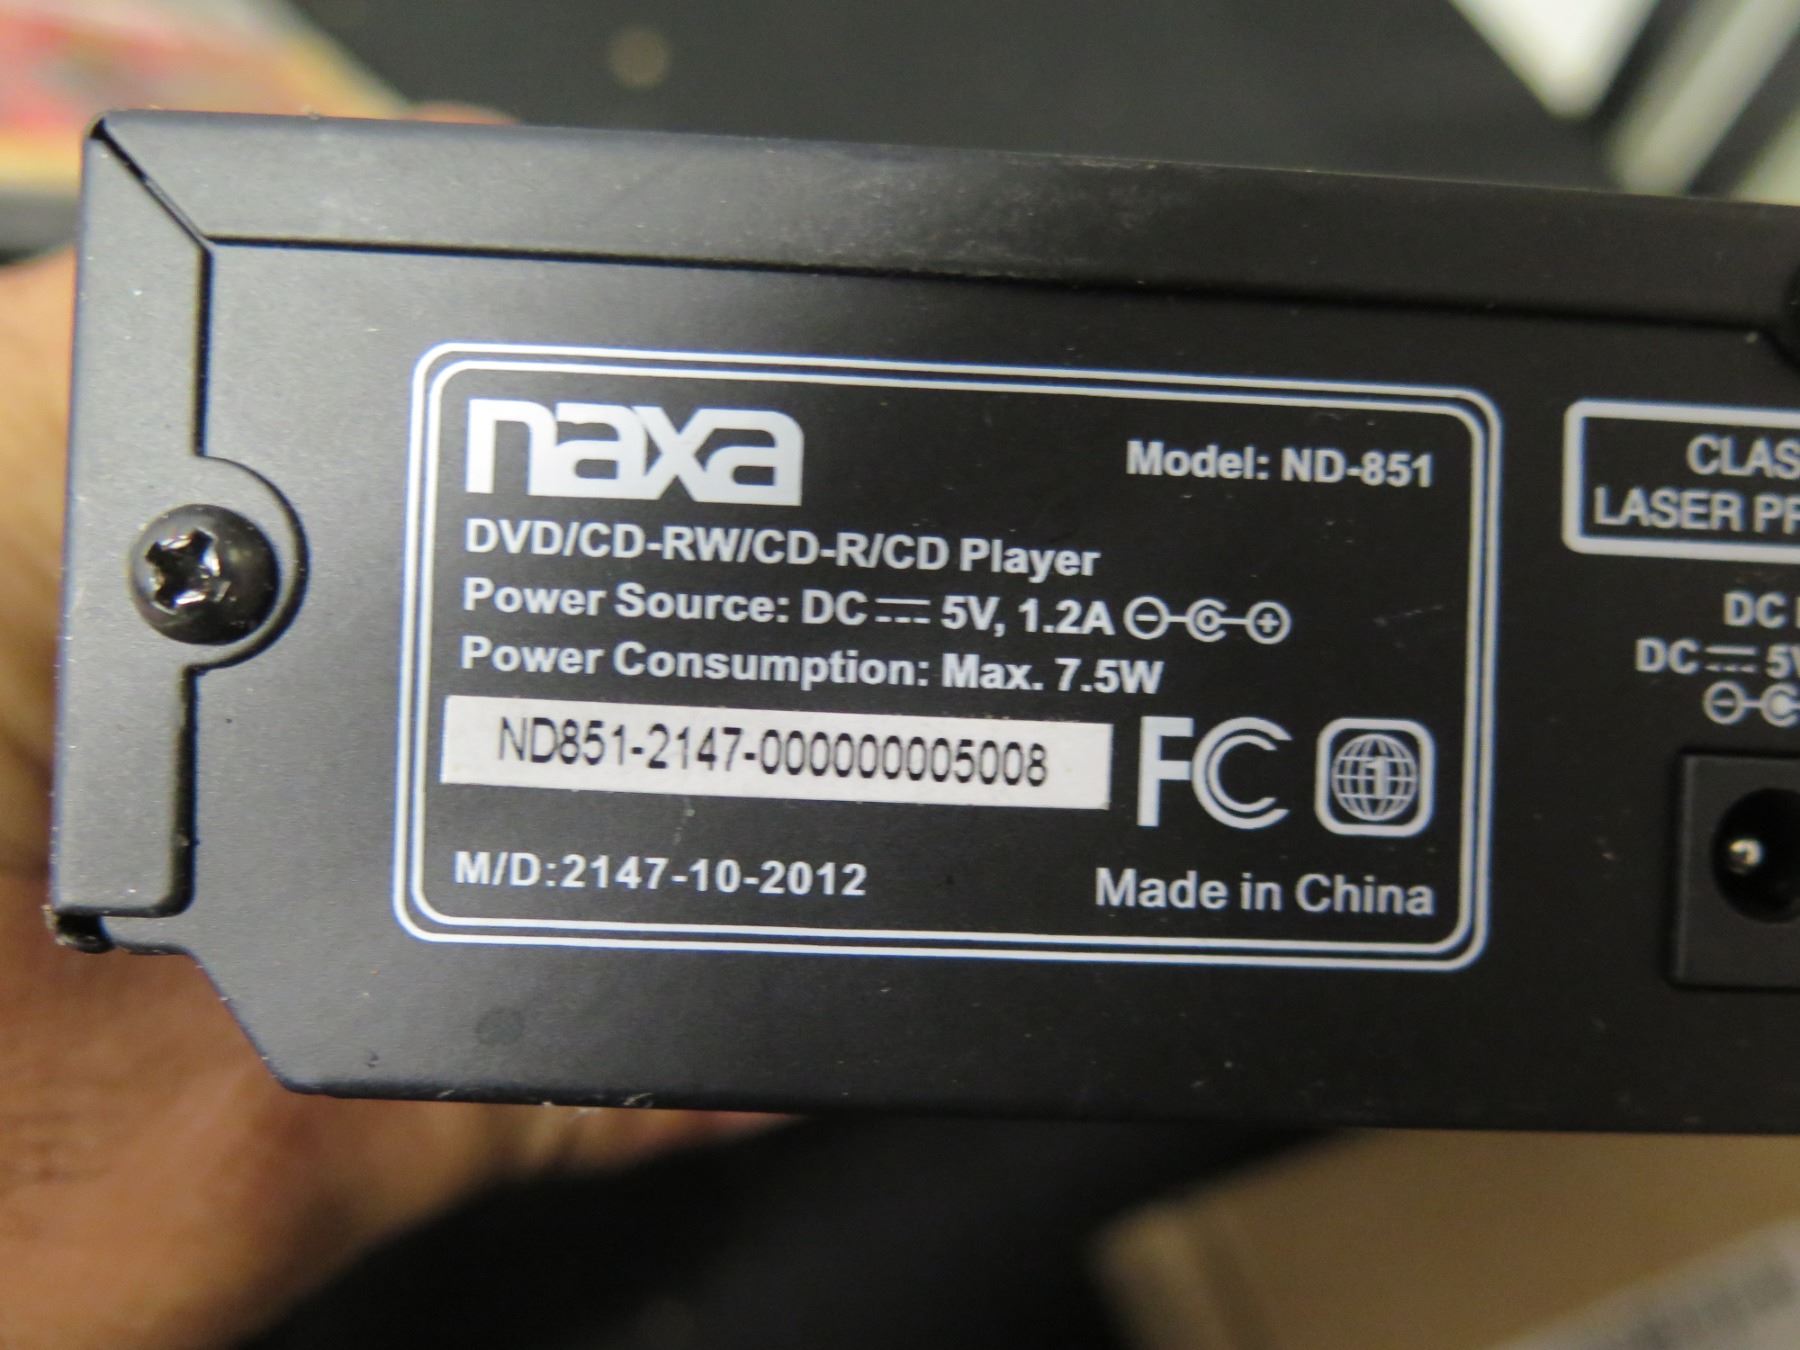 naxa
Model: ND-851
DVD/CD-RW/CD-R/CD Player
Power Source: DC 5V, 1.2A
Power Consumption: Max. 7.5W
ND851-2147-000000005008
FC
1
M/D:2147-10-2012
Made in China
CLAS
LASER PR
DC
DC 5V